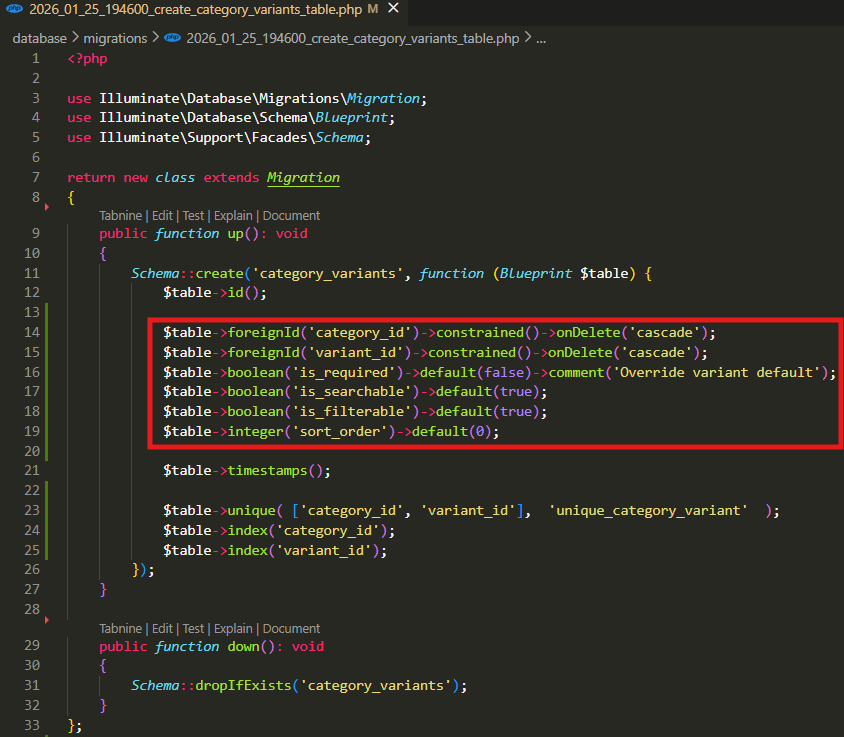 php 2026_01_25_194600_create_category_variants_table.php M ×
database > migrations > php 2026_01_25_194600_create_category_variants_table.php > ...
1 <?php
2
3 use Illuminate\Database\Migrations\Migration;
4 use Illuminate\Database\Schema\Blueprint;
5 use Illuminate\Support\Facades\Schema;
6
7 return new class extends Migration
8 {
Tabnine | Edit | Test | Explain | Document
9 public function up(): void
10 {
11 Schema::create('category_variants', function (Blueprint $table) {
12 $table->id();
13
14 $table->foreignId('category_id')->constrained()->onDelete('cascade');
15 $table->foreignId('variant_id')->constrained()->onDelete('cascade');
16 $table->boolean('is_required')->default(false)->comment('Override variant default');
17 $table->boolean('is_searchable')->default(true);
18 $table->boolean('is_filterable')->default(true);
19 $table->integer('sort_order')->default(0);
20
21 $table->timestamps();
22
23 $table->unique( ['category_id', 'variant_id'], 'unique_category_variant' );
24 $table->index('category_id');
25 $table->index('variant_id');
26 });
27 }
28
Tabnine | Edit | Test | Explain | Document
29 public function down(): void
30 {
31 Schema::dropIfExists('category_variants');
32 }
33 };